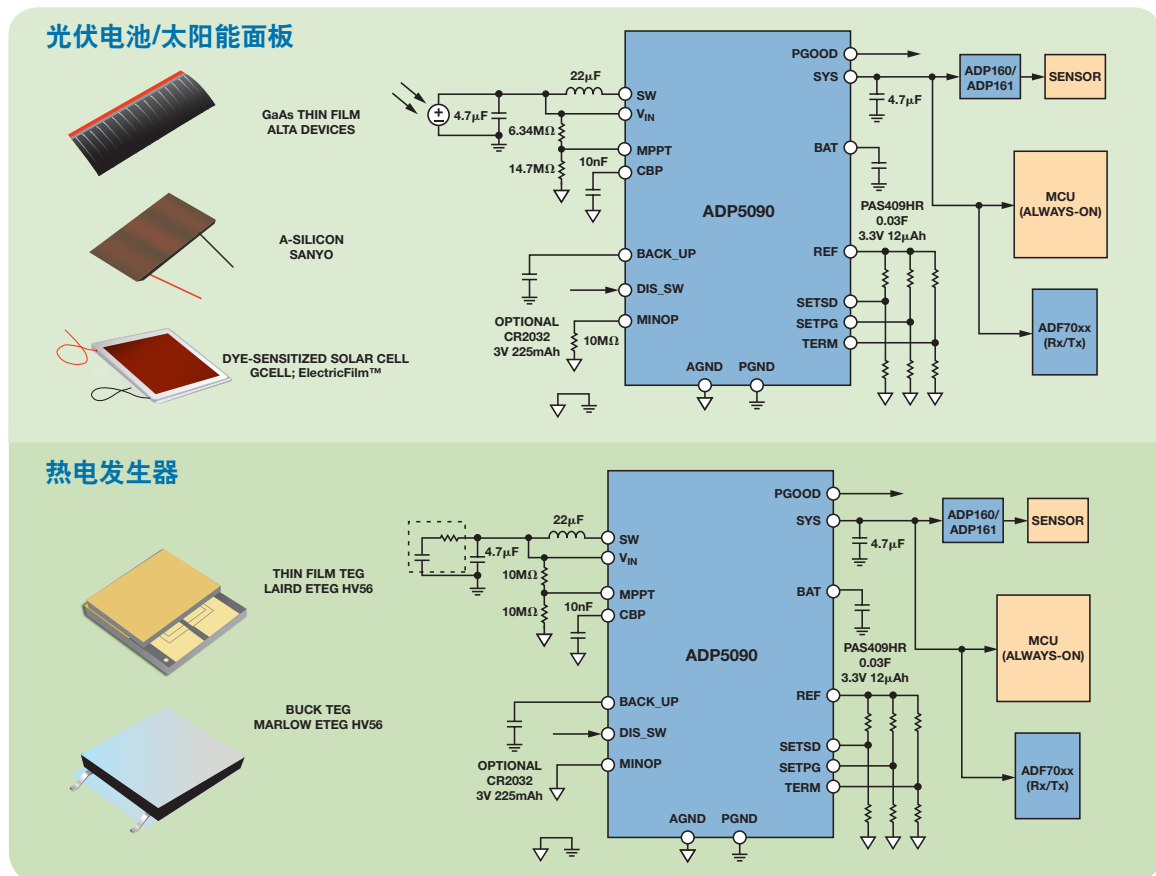 光伏电池/太阳能面板
GaAs THIN FILM
ALTA DEVICES
A-SILICON
SANYO
DYE-SENSITIZED SOLAR CELL
GCELL; ElectricFilm™
22μF
4.7μF
6.34MΩ
14.7MΩ
10nF
SW
VIN
MPPT
CBP
BACK_UP
DIS_SW
MINOP
OPTIONAL
CR2032
3V 225mAh
10MΩ
ADP5090
AGND
PGND
PGOOD
SYS
BAT
REF
SETSD
SETPG
TERM
4.7μF
PAS409HR
0.03F
3.3V 12μAh
ADP160/
ADP161
SENSOR
MCU
(ALWAYS-ON)
ADF70xx
(Rx/Tx)
热电发生器
THIN FILM TEG
LAIRD ETEG HV56
BUCK TEG
MARLOW ETEG HV56
22μF
4.7μF
10MΩ
10MΩ
10nF
SW
VIN
MPPT
CBP
BACK_UP
DIS_SW
MINOP
OPTIONAL
CR2032
3V 225mAh
ADP5090
AGND
PGND
PGOOD
SYS
BAT
REF
SETSD
SETPG
TERM
4.7μF
PAS409HR
0.03F
3.3V 12μAh
ADP160/
ADP161
SENSOR
MCU
(ALWAYS-ON)
ADF70xx
(Rx/Tx)